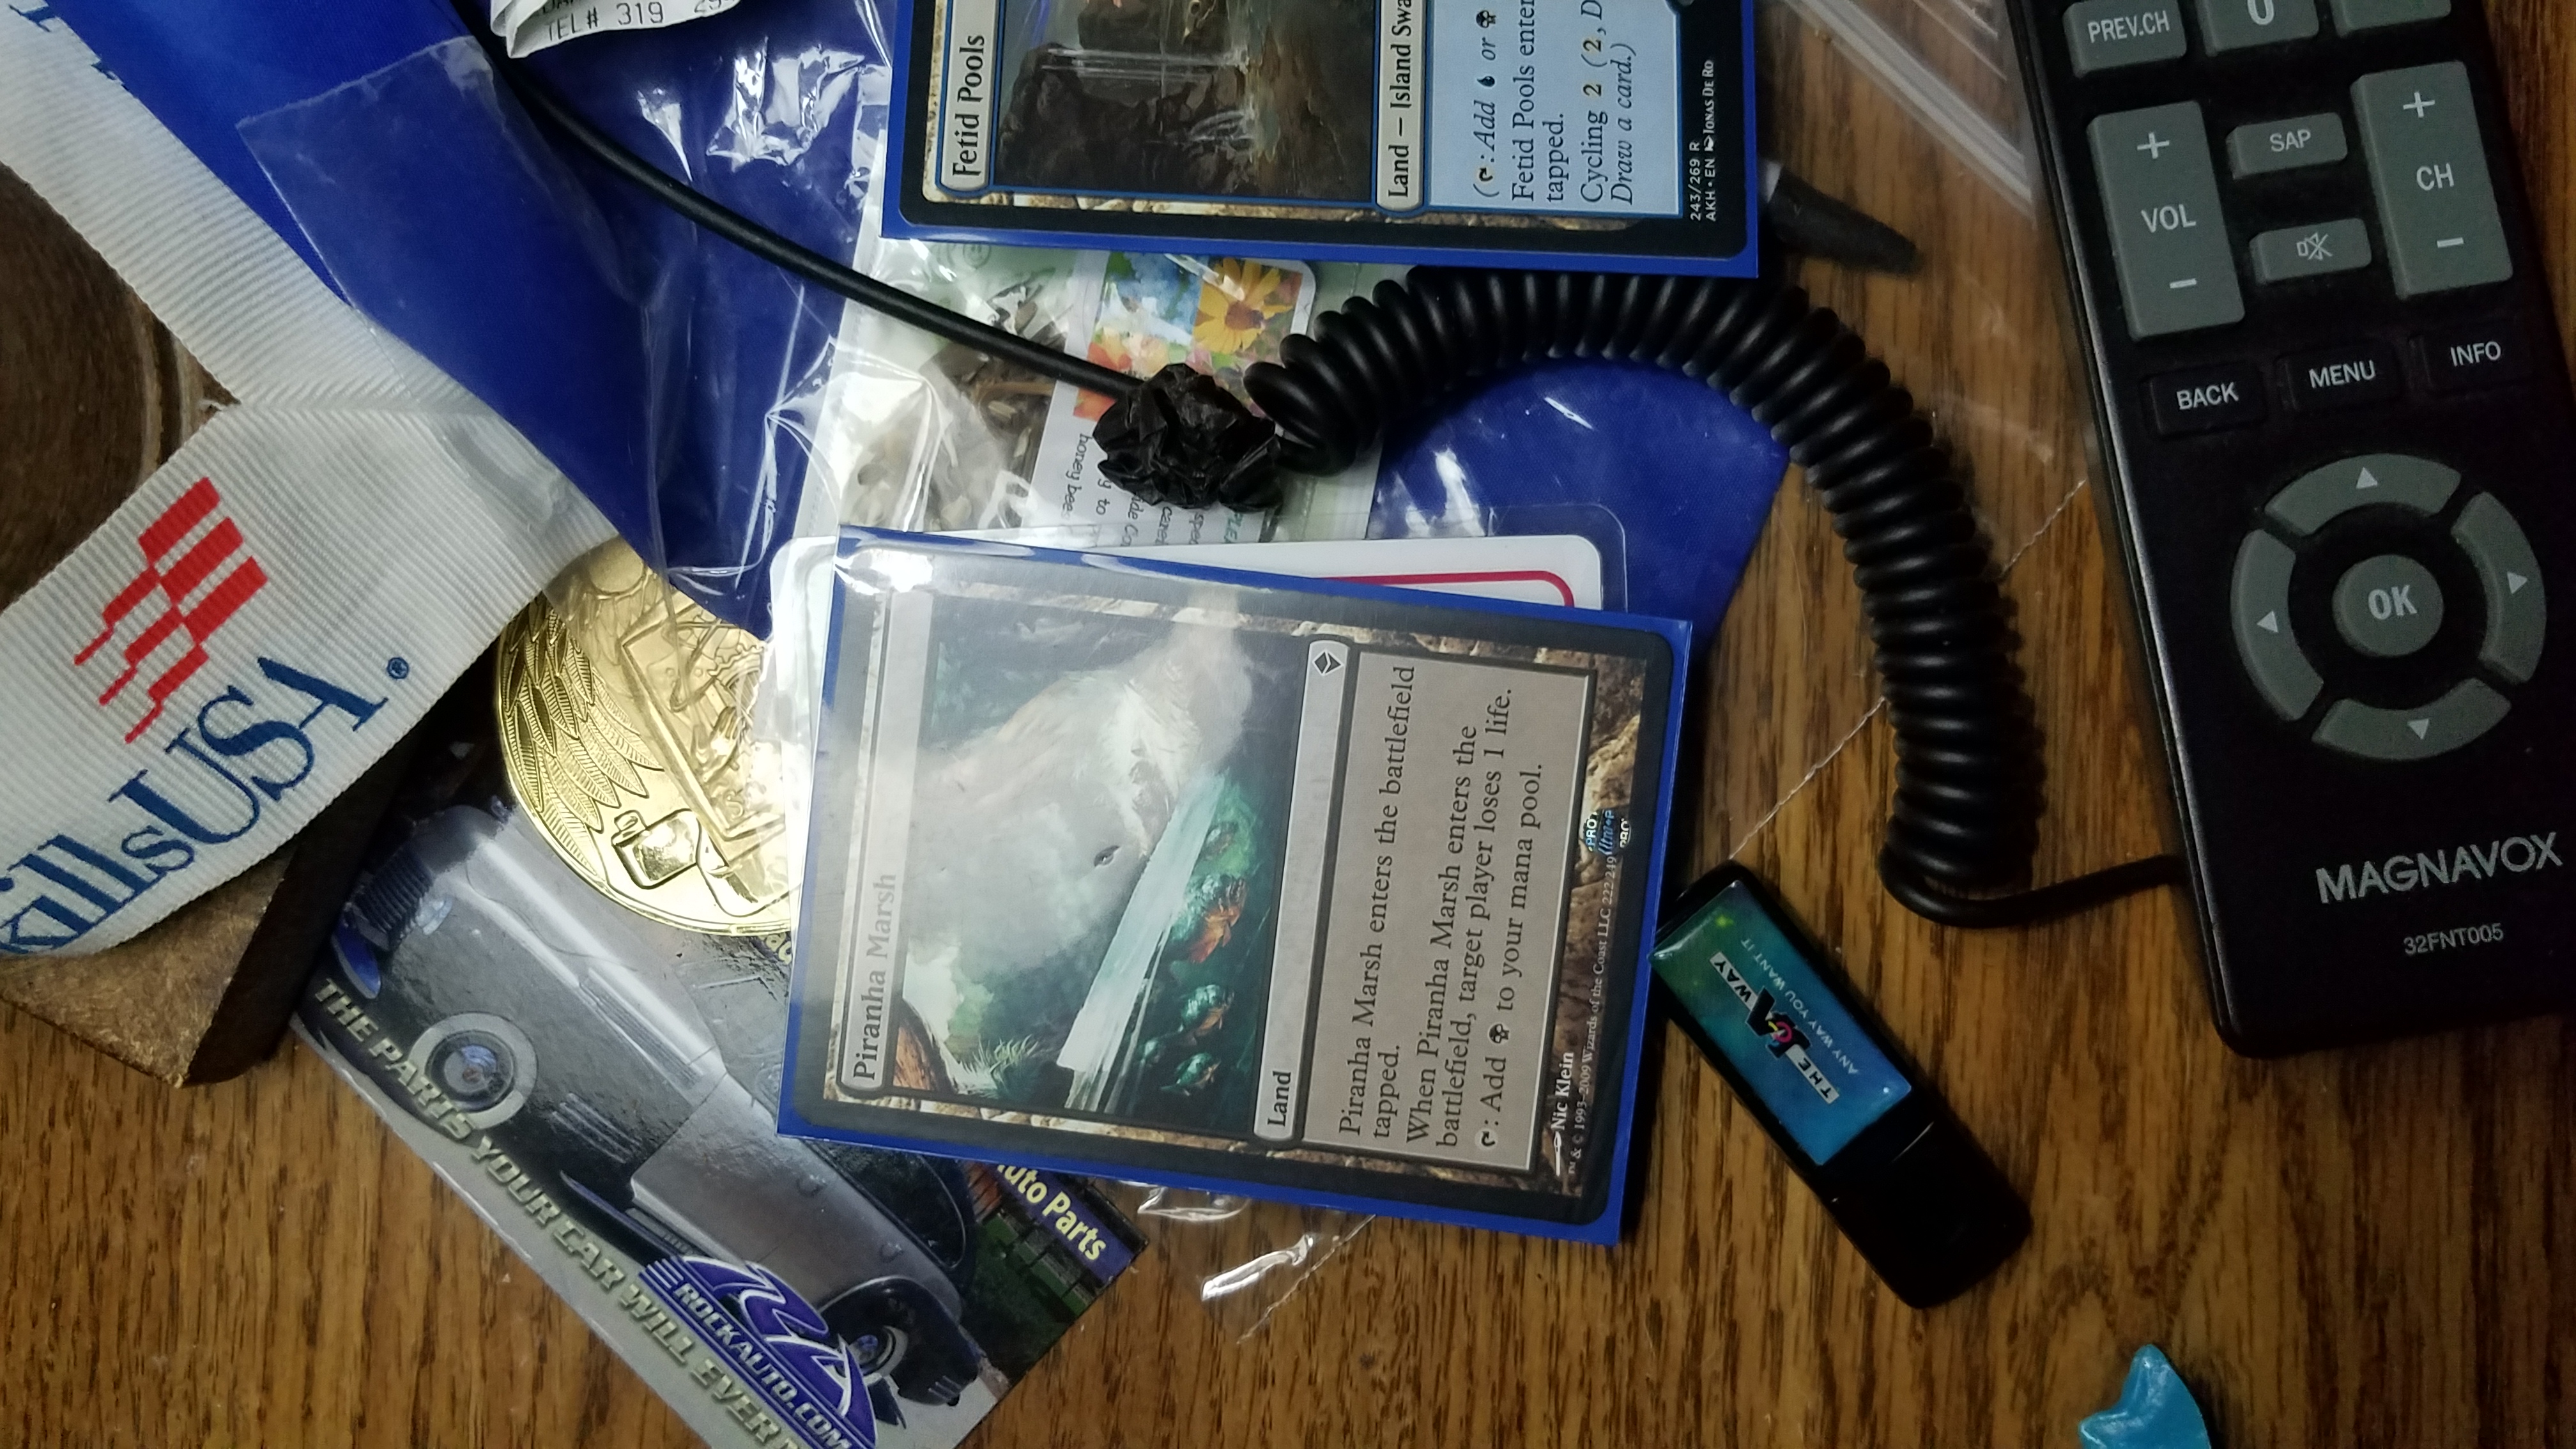 killsUSA®
THE PARTS YOUR CAR WILL EVER
ROCKAUTO.COM
uto Parts
TEL# 319
Piranha Marsh
Land
Piranha Marsh enters the battlefield
tapped.
When Piranha Marsh enters the
battlefield, target player loses 1 life.
: Add to your mana pool.
Nic Klein
™ & © 1993–2009 Wizards of the Coast LLC 222/249
honey bees
Fetid Pools
Land — Island Swa
( : Add or
Fetid Pools enter
tapped.
Cycling 2 (2, D
Draw a card.)
243/269 R
AKH • EN JONAS DE RO
THE JA WAY
ANY WAY YOU WANT IT
PREV.CH
+ VOL −
BACK
SAP
MENU
OK
+ CH −
INFO
MAGNAVOX
32FNT005